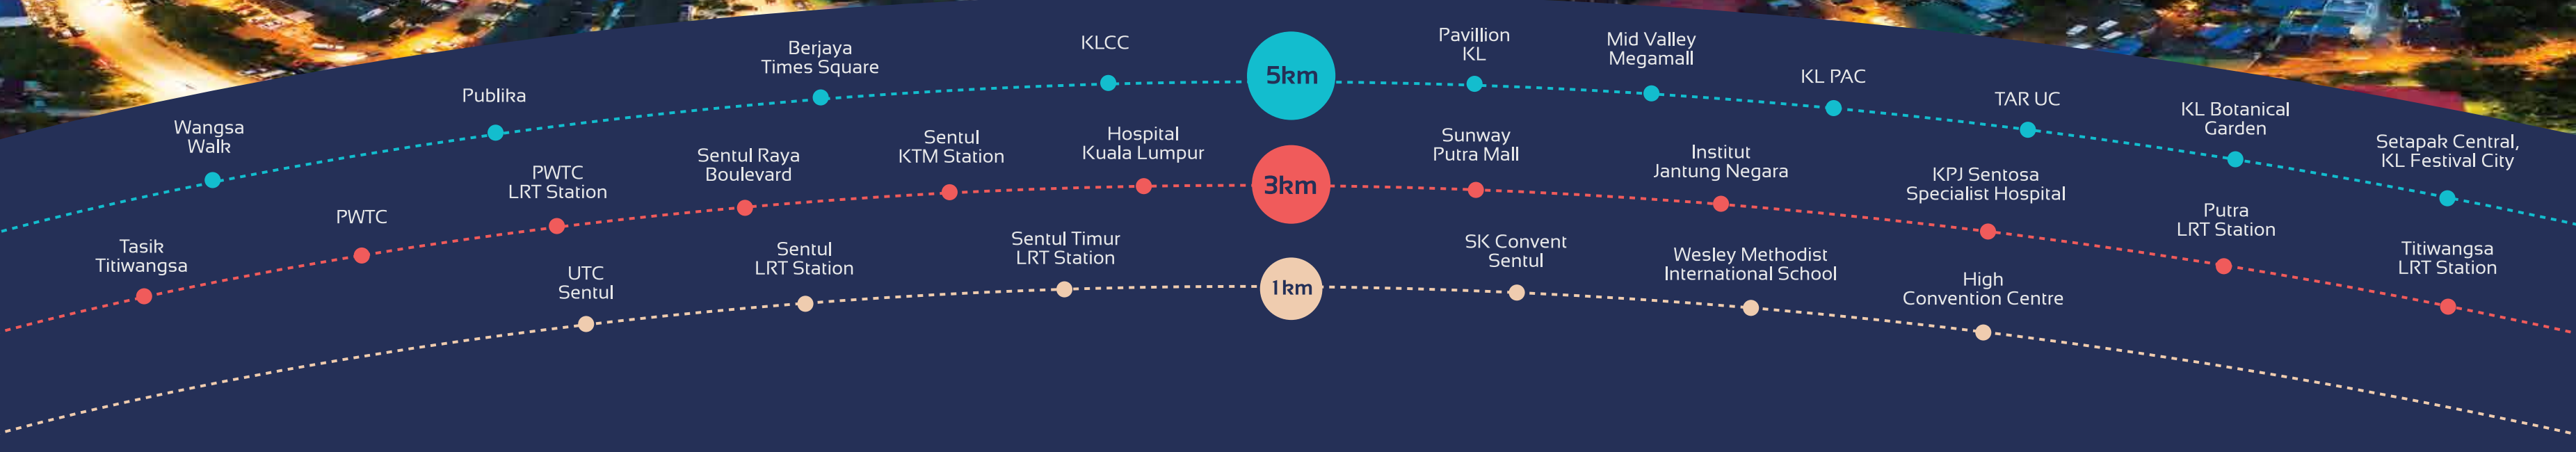 Wangsa
Walk
Publika
Berjaya
Times Square
KLCC
5km
Pavillion
KL
Mid Valley
Megamall
KL PAC
TAR UC
KL Botanical
Garden
Setapak Central,
KL Festival City
Tasik
Titiwangsa
PWTC
PWTC
LRT Station
Sentul Raya
Boulevard
Sentul
KTM Station
Hospital
Kuala Lumpur
3km
Sunway
Putra Mall
Institut
Jantung Negara
KPJ Sentosa
Specialist Hospital
Putra
LRT Station
Titiwangsa
LRT Station
UTC
Sentul
Sentul
LRT Station
Sentul Timur
LRT Station
1km
SK Convent
Sentul
Wesley Methodist
International School
High
Convention Centre